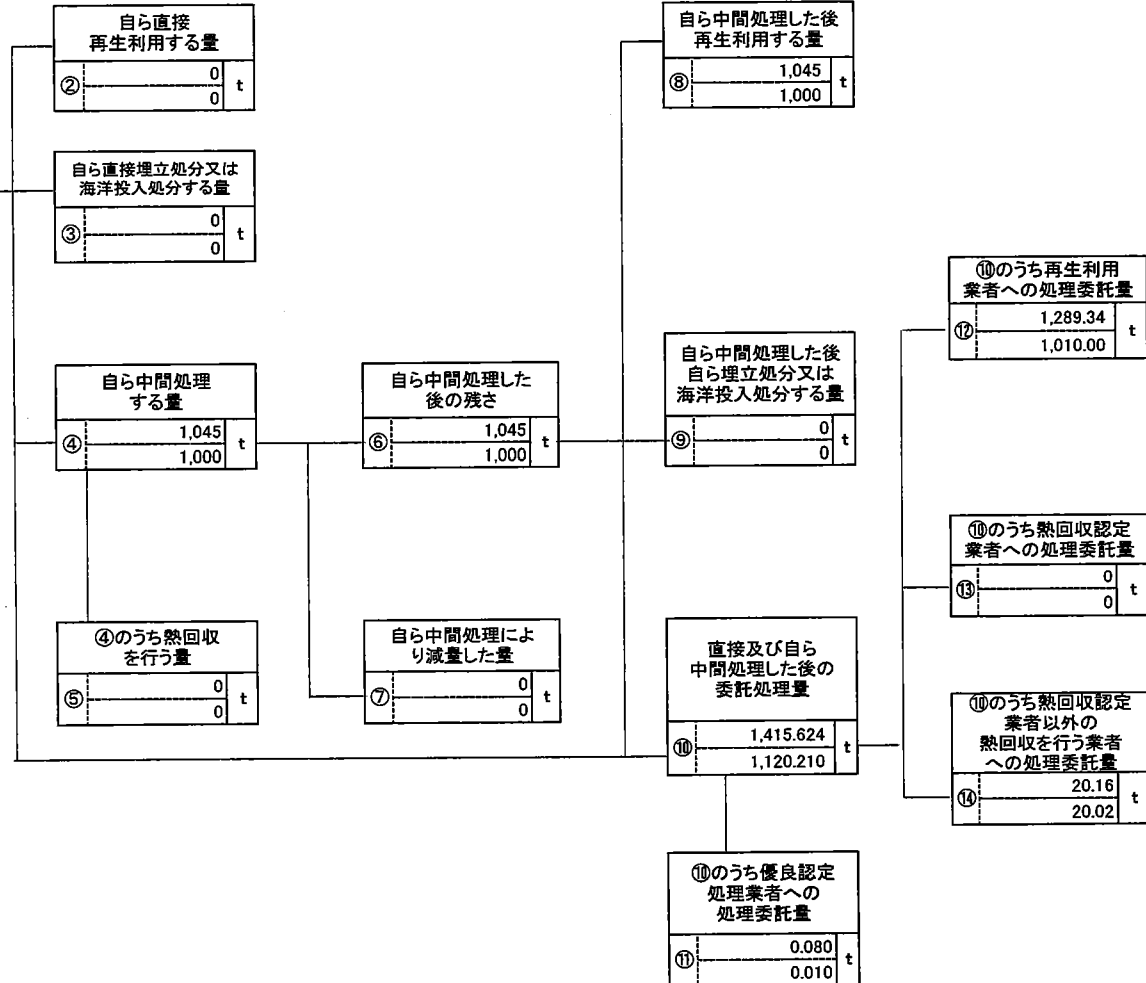 自ら直接
再生利用する量
②
0
0
t
自ら直接埋立処分又は
海洋投入処分する量
③
0
0
t
自ら中間処理
する量
④
1,045
1,000
t
④のうち熱回収
を行う量
⑤
0
0
t
自ら中間処理した
後の残さ
⑥
1,045
1,000
t
自ら中間処理によ
り減量した量
⑦
0
0
t
自ら中間処理した後
再生利用する量
⑧
1,045
1,000
t
自ら中間処理した後
自ら埋立処分又は
海洋投入処分する量
⑨
0
0
t
直接及び自ら
中間処理した後の
委託処理量
⑩
1,415.624
1,120.210
t
⑩のうち優良認定
処理業者への
処理委託量
⑪
0.080
0.010
t
⑩のうち再生利用
業者への処理委託量
⑫
1,289.34
1,010.00
t
⑩のうち熱回収認定
業者への処理委託量
⑬
0
0
t
⑩のうち熱回収認定
業者以外の
熱回収を行う業者
への処理委託量
⑭
20.16
20.02
t